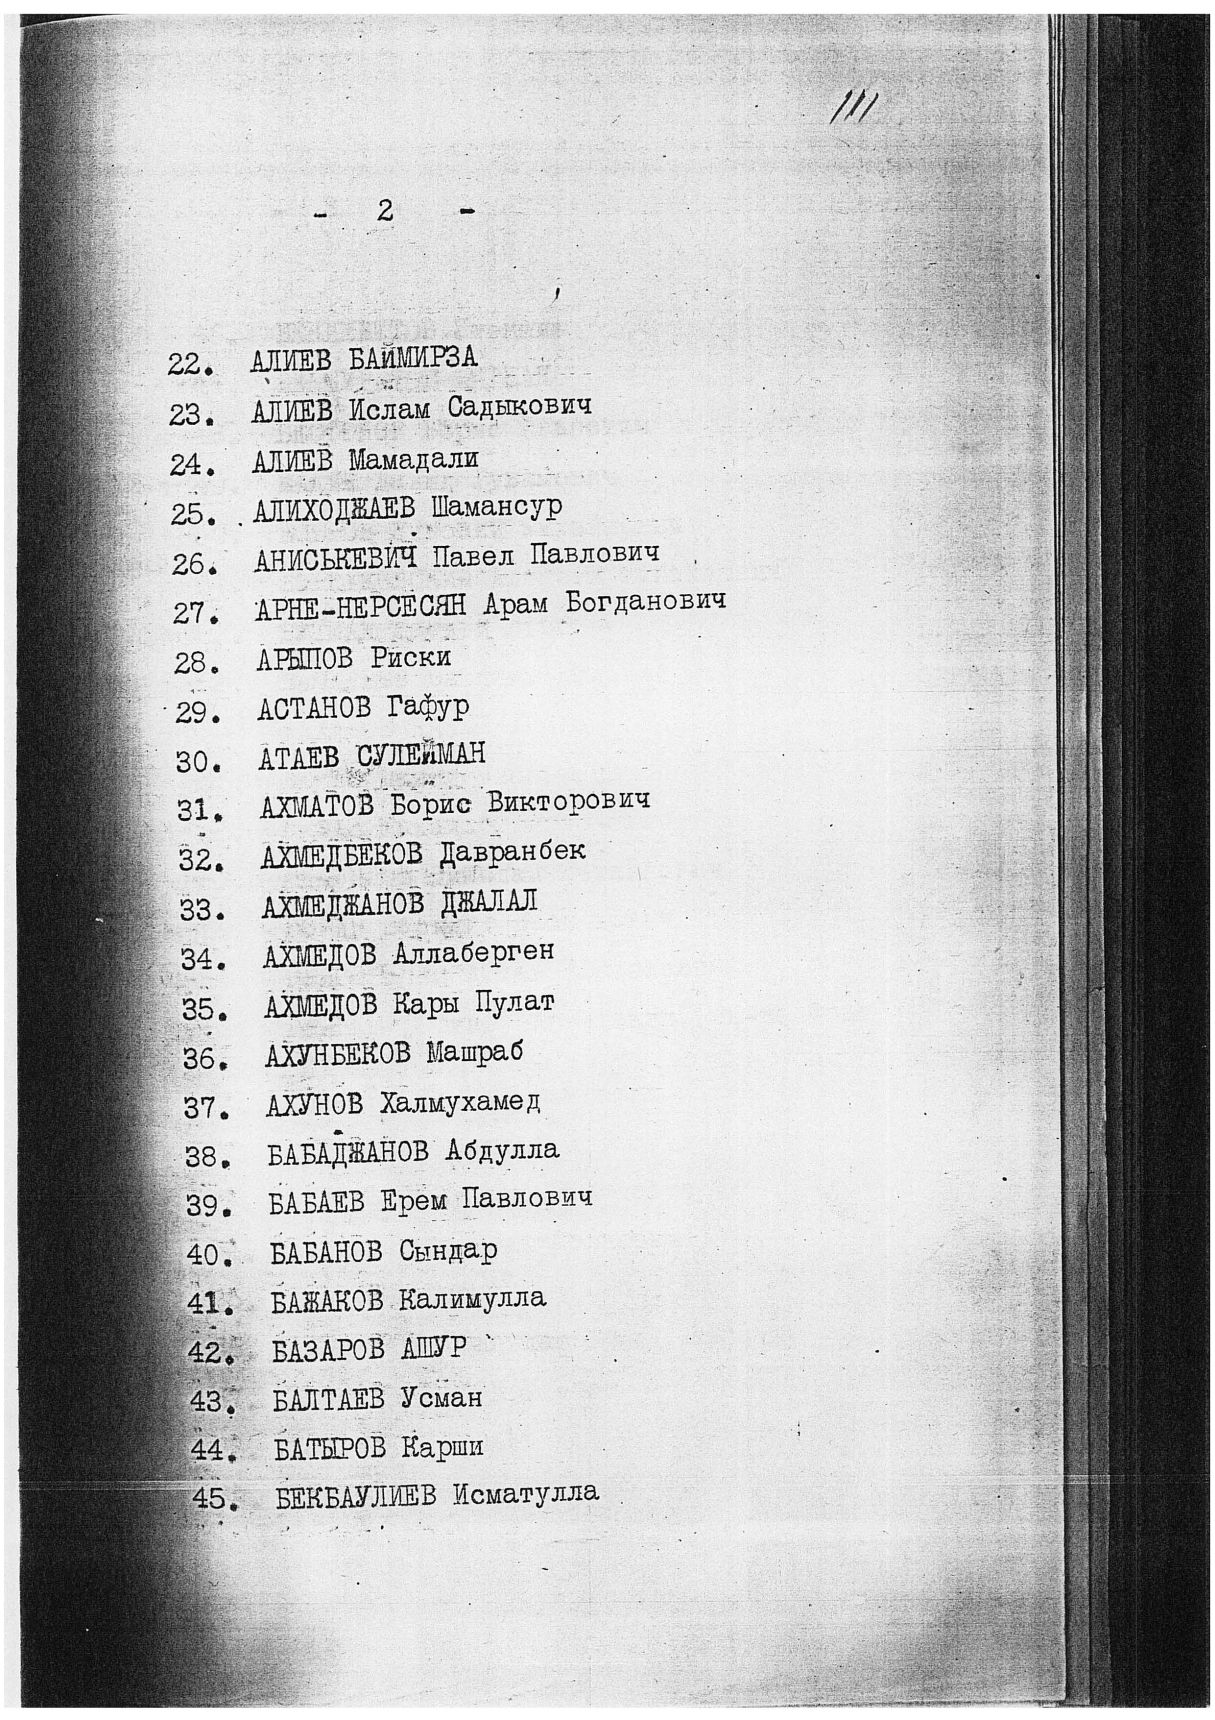 111
- 2 -
22. АЛИЕВ БАЙМИРЗА
23. АЛИЕВ Ислам Садыкович
24. АЛИЕВ Мамадали
25. АЛИХОДЖАЕВ Шамансур
26. АНИСЬКЕВИЧ Павел Павлович
27. АРНЕ-НЕРСЕСЯН Арам Богданович
28. АРЫПОВ Риски
29. АСТАНОВ Гафур
30. АТАЕВ СУЛЕЙМАН
31. АХМАТОВ Борис Викторович
32. АХМЕДБЕКОВ Давранбек
33. АХМЕДЖАНОВ ДЖАЛАЛ
34. АХМЕДОВ Аллаберген
35. АХМЕДОВ Кары Пулат
36. АХУНБЕКОВ Машраб
37. АХУНОВ Халмухамед
38. БАБАДЖАНОВ Абдулла
39. БАБАЕВ Ерем Павлович
40. БАБАНОВ Сындар
41. БАЖАКОВ Калимулла
42. БАЗАРОВ АШУР
43. БАЛТАЕВ Усман
44. БАТЫРОВ Карши
45. БЕКБАУЛИЕВ Исматулла